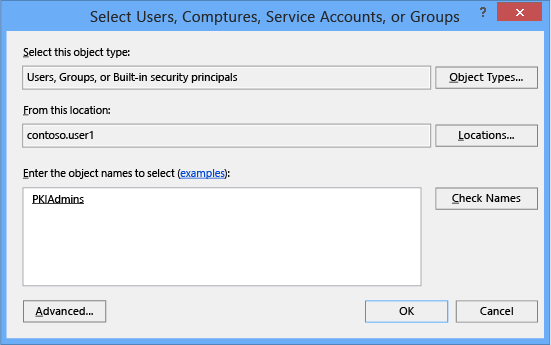 Select Users, Comptures, Service Accounts, or Groups ?
Select this object type:
Users, Groups, or Built-in security principals
Object Types...
From this location:
contoso.user1
Locations...
Enter the object names to select (examples):
PKIAdmins
Check Names
Advanced...
OK
Cancel